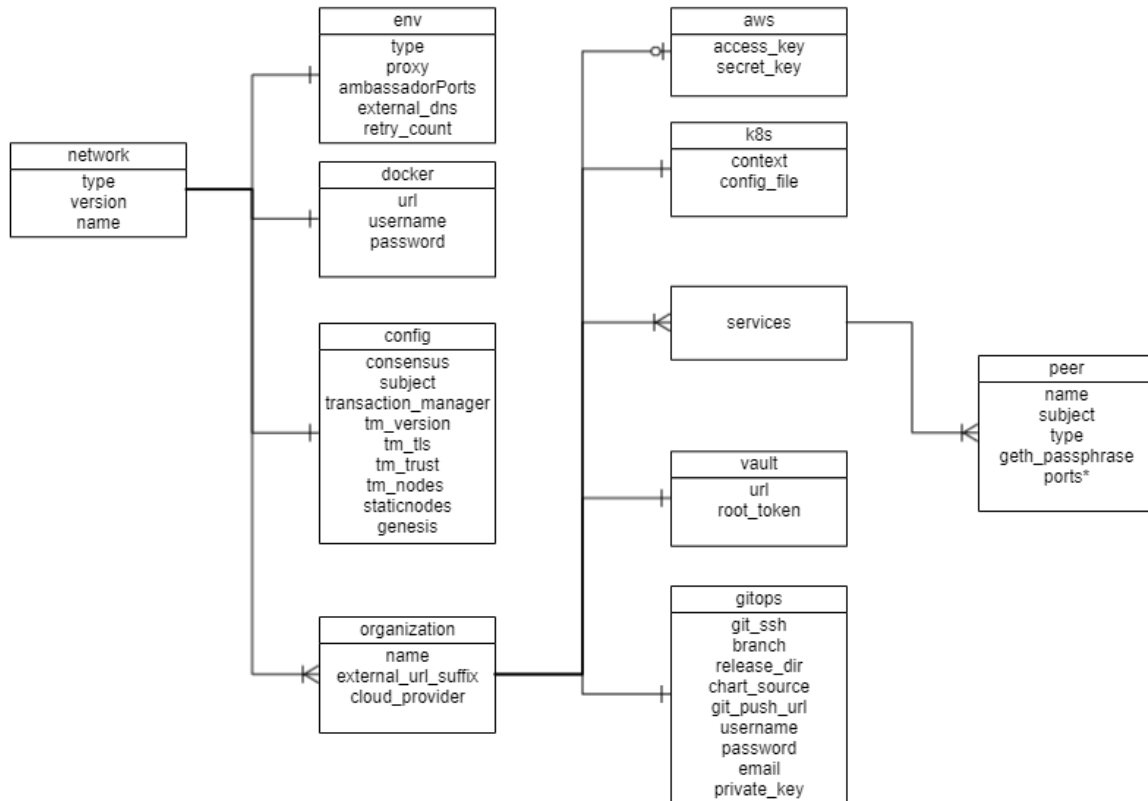 env
type
proxy
ambassadorPorts
external_dns
retry_count
network
type
version
name
docker
url
username
password
config
consensus
subject
transaction_manager
tm_version
tm_tls
tm_trust
tm_nodes
staticnodes
genesis
organization
name
external_url_suffix
cloud_provider
aws
access_key
secret_key
k8s
context
config_file
services
peer
name
subject
type
geth_passphrase
ports*
vault
url
root_token
gitops
git_ssh
branch
release_dir
chart_source
git_push_url
username
password
email
private_key